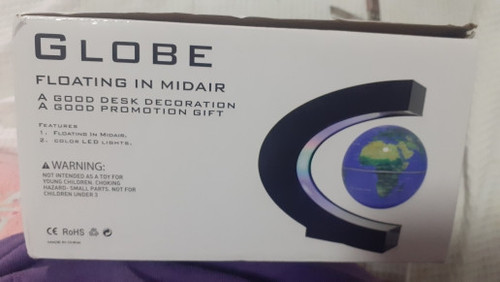 GLOBE
FLOATING IN MIDAIR
A GOOD DESK DECORATION
A GOOD PROMOTION GIFT
FEATURES
1. FLOATING IN MIDAIR.
2. COLOR LED LIGHTS.
WARNING:
NOT INTENDED AS A TOY FOR
YOUNG CHILDREN. CHOKING
HAZARD- SMALL PARTS. NOT FOR
CHILDREN UNDER 3
CE RoHS
MADE IN CHINA